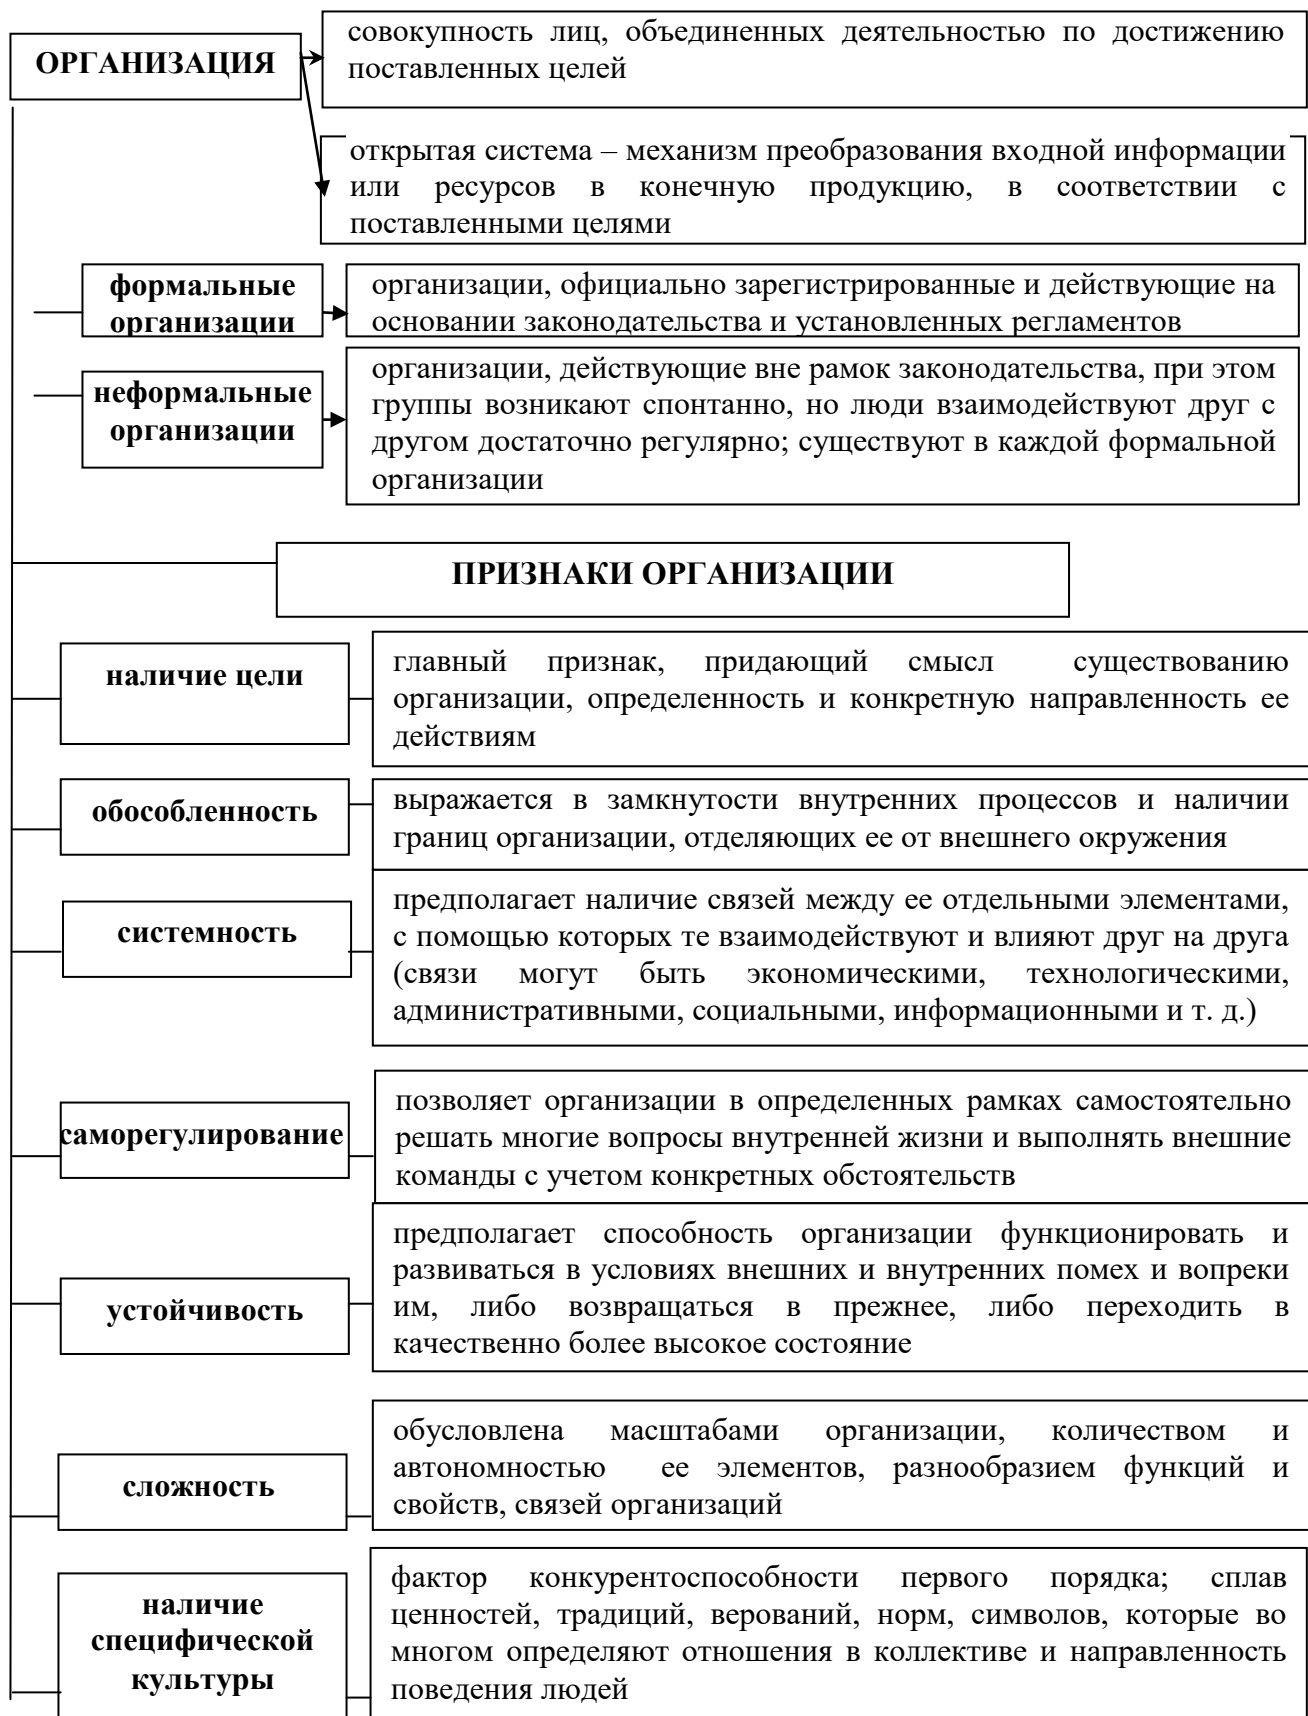 ОРГАНИЗАЦИЯ
совокупность лиц, объединенных деятельностью по достижению
поставленных целей
открытая система – механизм преобразования входной информации
или ресурсов в конечную продукцию, в соответствии с
поставленными целями
формальные
организации
организации, официально зарегистрированные и действующие на
основании законодательства и установленных регламентов
неформальные
организации
организации, действующие вне рамок законодательства, при этом
группы возникают спонтанно, но люди взаимодействуют друг с
другом достаточно регулярно; существуют в каждой формальной
организации
ПРИЗНАКИ ОРГАНИЗАЦИИ
наличие цели
главный признак, придающий смысл существованию
организации, определенность и конкретную направленность ее
действиям
обособленность
выражается в замкнутости внутренних процессов и наличии
границ организации, отделяющих ее от внешнего окружения
системность
предполагает наличие связей между ее отдельными элементами,
с помощью которых те взаимодействуют и влияют друг на друга
(связи могут быть экономическими, технологическими,
административными, социальными, информационными и т. д.)
саморегулирование
позволяет организации в определенных рамках самостоятельно
решать многие вопросы внутренней жизни и выполнять внешние
команды с учетом конкретных обстоятельств
устойчивость
предполагает способность организации функционировать и
развиваться в условиях внешних и внутренних помех и вопреки
им, либо возвращаться в прежнее, либо переходить в
качественно более высокое состояние
сложность
обусловлена масштабами организации, количеством и
автономностью ее элементов, разнообразием функций и
свойств, связей организаций
наличие
специфической
культуры
фактор конкурентоспособности первого порядка; сплав
ценностей, традиций, верований, норм, символов, которые во
многом определяют отношения в коллективе и направленность
поведения людей